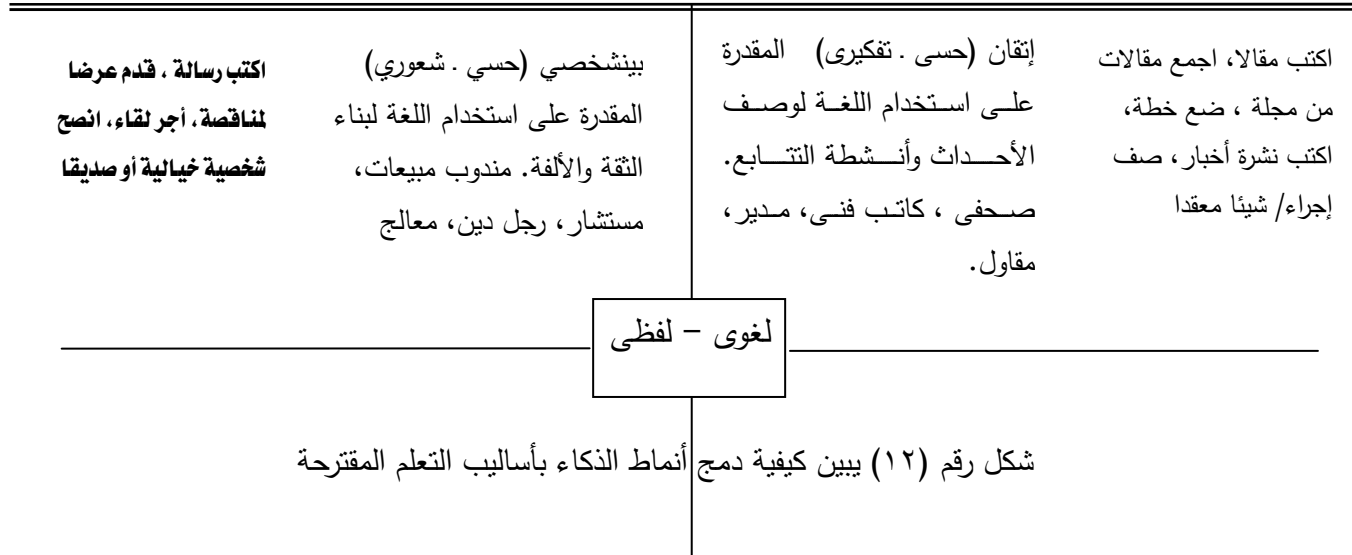 اكتب مقالا، اجمع مقالات
من مجلة ، ضع خطة،
اكتب نشرة أخبار، صف
إجراء/ شيئا معقدا
إتقان (حسى . تفكيرى) المقدرة
على استخدام اللغة لوصف
الأحداث وأنشطة التتابع.
صحفى ، كاتب فنى، مدير،
مقاول.
بينشخصي (حسي . شعوري)
المقدرة على استخدام اللغة لبناء
الثقة والألفة. مندوب مبيعات،
مستشار، رجل دين، معالج
اكتب رسالة ، قدم عرضا
لمناقصة، أجر لقاء، انصح
شخصية خيالية أو صديقا
لغوى – لفظى
شكل رقم (١٢) يبين كيفية دمج أنماط الذكاء بأساليب التعلم المقترحة